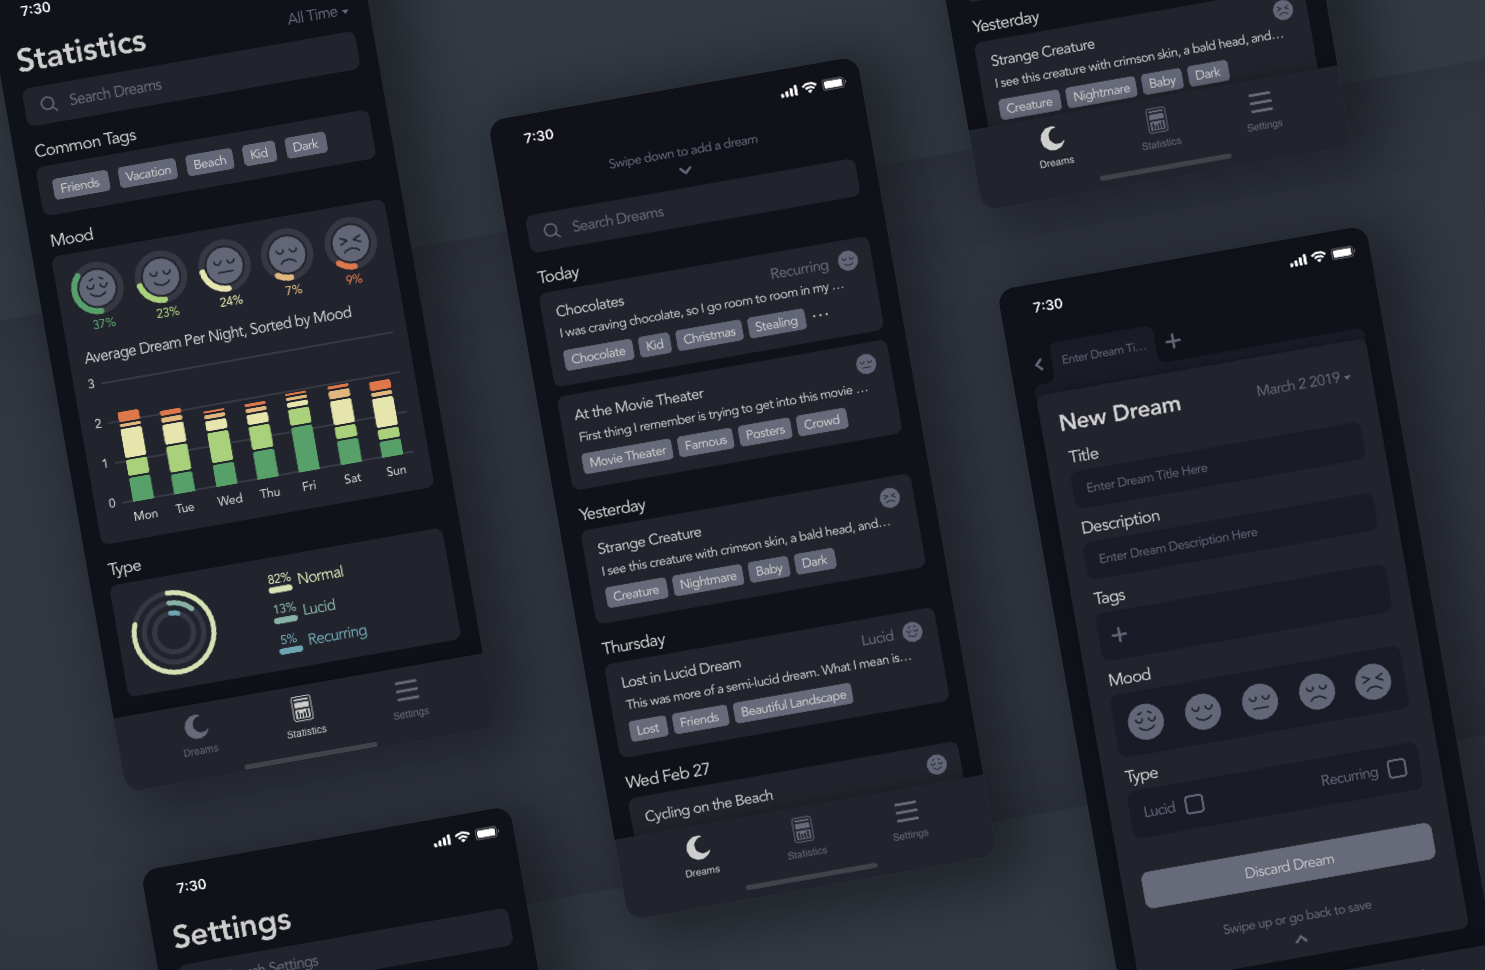 7:30
All Time
Statistics
Search Dreams
Common Tags
Friends Vacation Beach Kid Dark
Mood
37% 23% 24% 7% 9%
Average Dream Per Night, Sorted by Mood
3
2
1
0
Mon Tue Wed Thu Fri Sat Sun
Type
82% Normal
13% Lucid
5% Recurring
Dreams Statistics Settings
7:30
Settings
Settings
7:30
Swipe down to add a dream
Search Dreams
Today
Chocolates Recurring
I was craving chocolate, so I go room to room in my ...
Chocolate Kid Christmas Stealing ...
At the Movie Theater
First thing I remember is trying to get into this movie ...
Movie Theater Famous Posters Crowd
Yesterday
Strange Creature
I see this creature with crimson skin, a bald head, and...
Creature Nightmare Baby Dark
Thursday
Lost in Lucid Dream Lucid
This was more of a semi-lucid dream. What I mean is...
Lost Friends Beautiful Landscape
Wed Feb 27
Cycling on the Beach
Dreams Statistics Settings
Yesterday
Strange Creature
I see this creature with crimson skin, a bald head, and...
Creature Nightmare Baby Dark
Dreams Statistics Settings
7:30
Enter Dream Ti...
New Dream March 2 2019
Title
Enter Dream Title Here
Description
Enter Dream Description Here
Tags
Mood
Type
Lucid Recurring
Discard Dream
Swipe up or go back to save